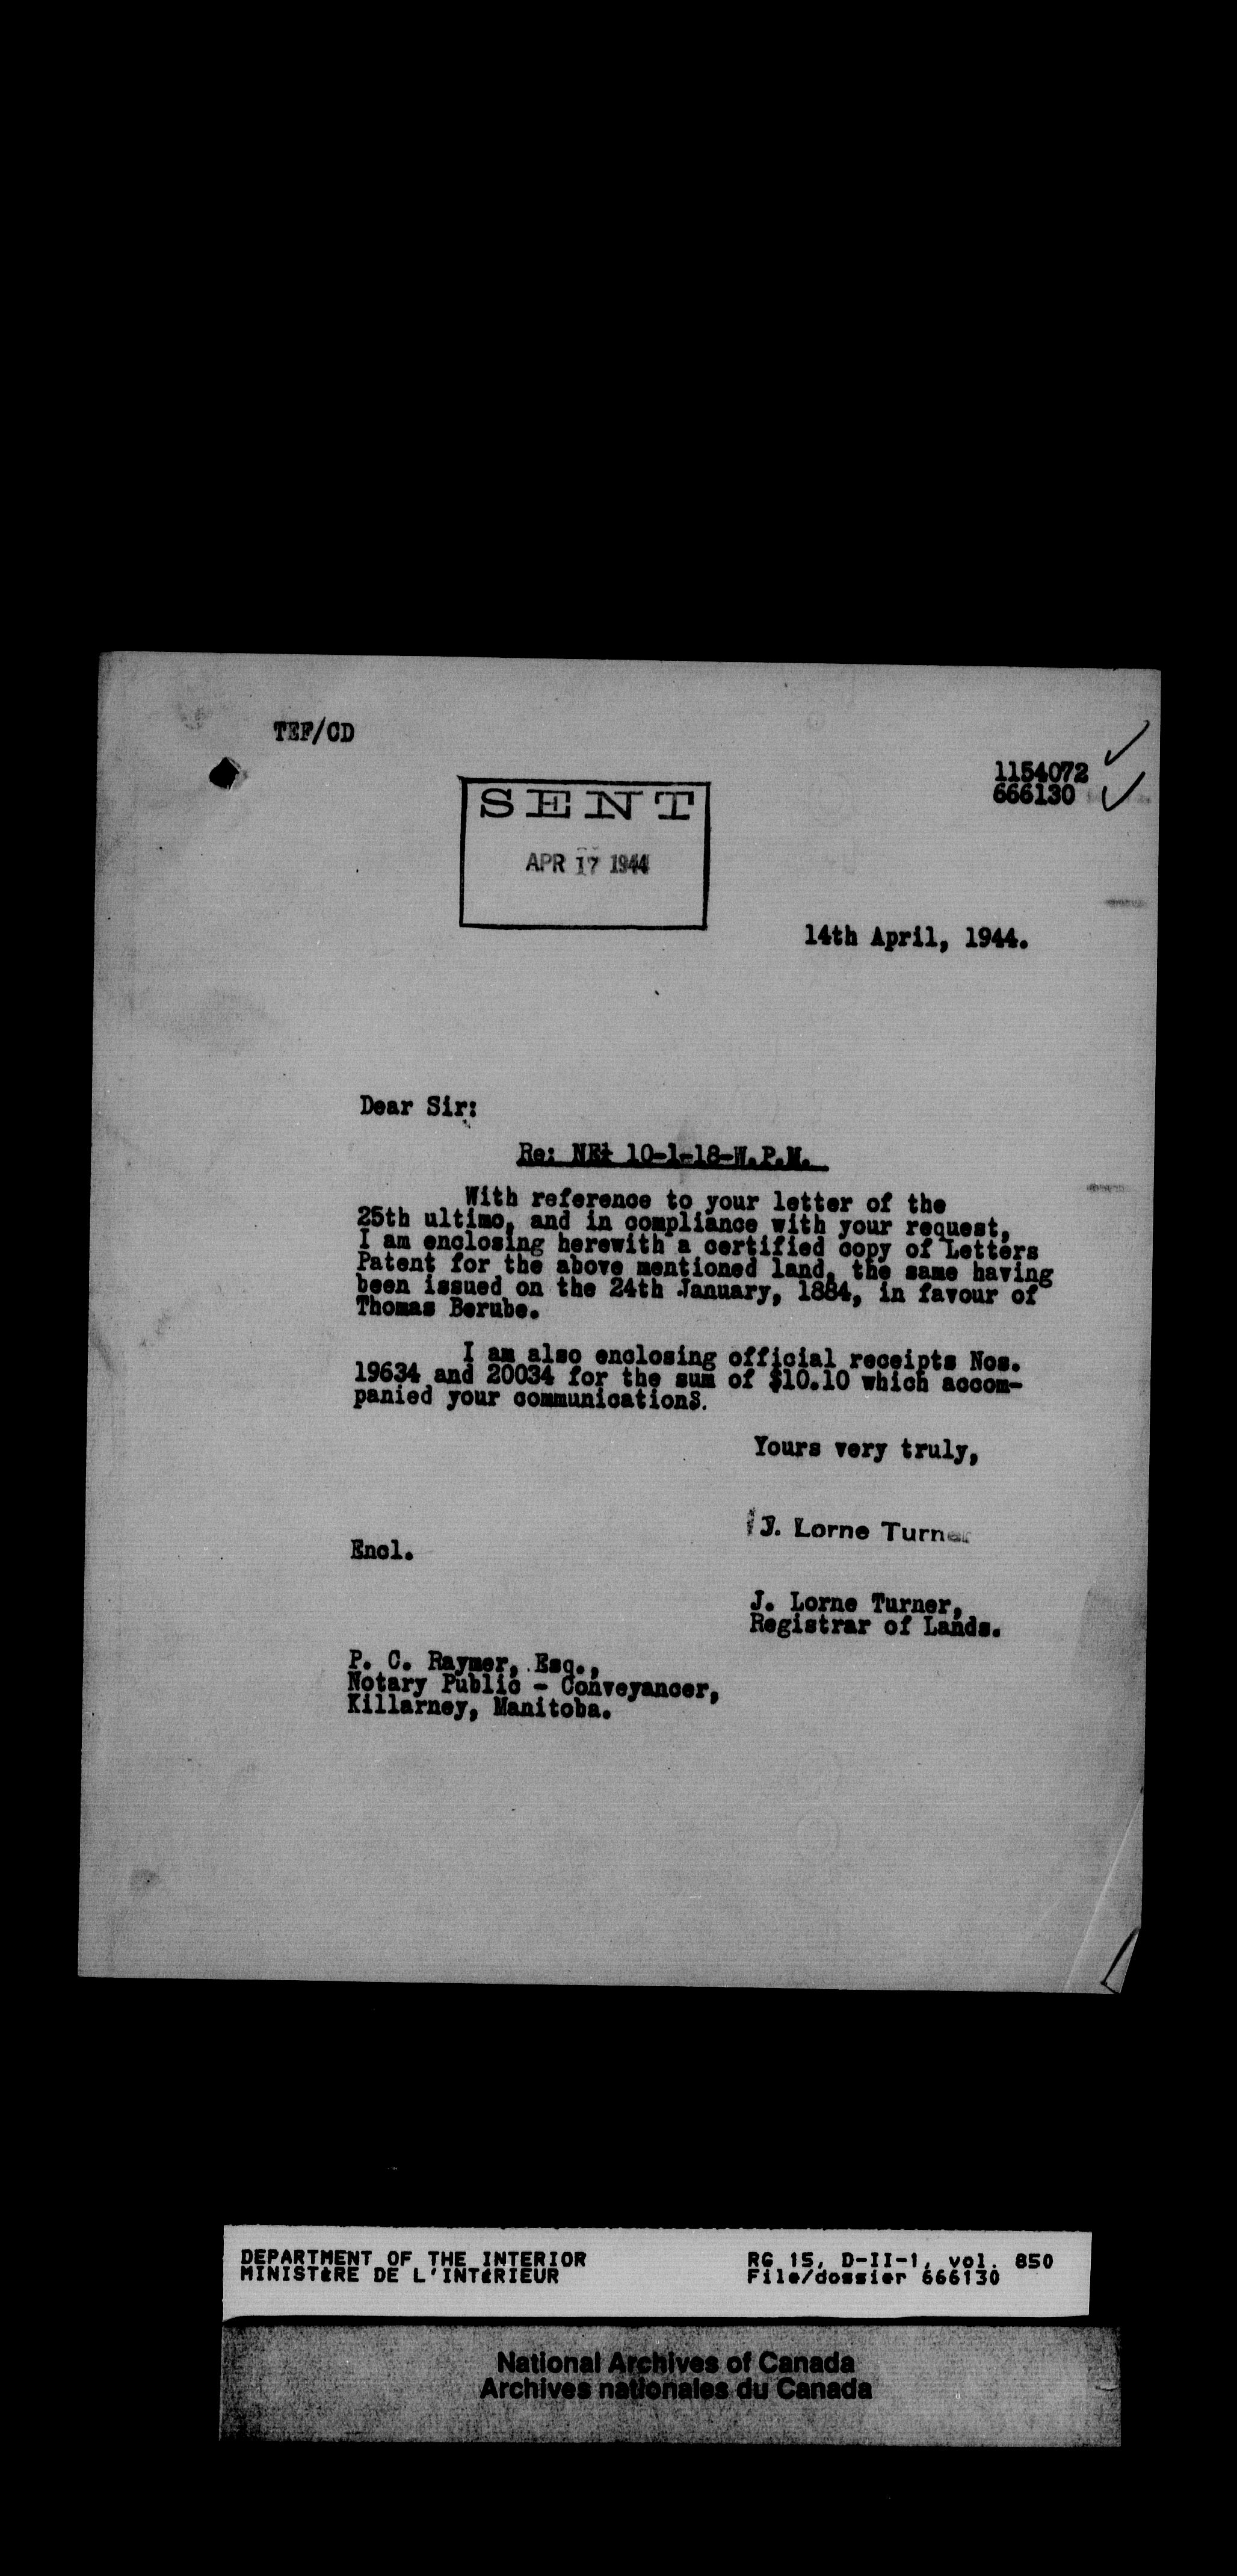 TEF/CD
1154072
666130
SENT
APR 17 1944
14th April, 1944.
Dear Sir:
Re: NE¼ 10-1-18-W.P.M.
With reference to your letter of the
25th ultimo, and in compliance with your request,
I am enclosing herewith a certified copy of Letters
Patent for the above mentioned land, the same having
been issued on the 24th January, 1884, in favour of
Thomas Berube.
I am also enclosing official receipts Nos.
19634 and 20034 for the sum of $10.10 which accom-
panied your communications.
Yours very truly,
J. Lorne Turner
Encl.
J. Lorne Turner,
Registrar of Lands.
P. C. Raymer, Esq.,
Notary Public - Conveyancer,
Killarney, Manitoba.
DEPARTMENT OF THE INTERIOR
MINISTÈRE DE L'INTÉRIEUR
RG 15, D-II-1, vol. 850
File/dossier 666130
National Archives of Canada
Archives nationales du Canada